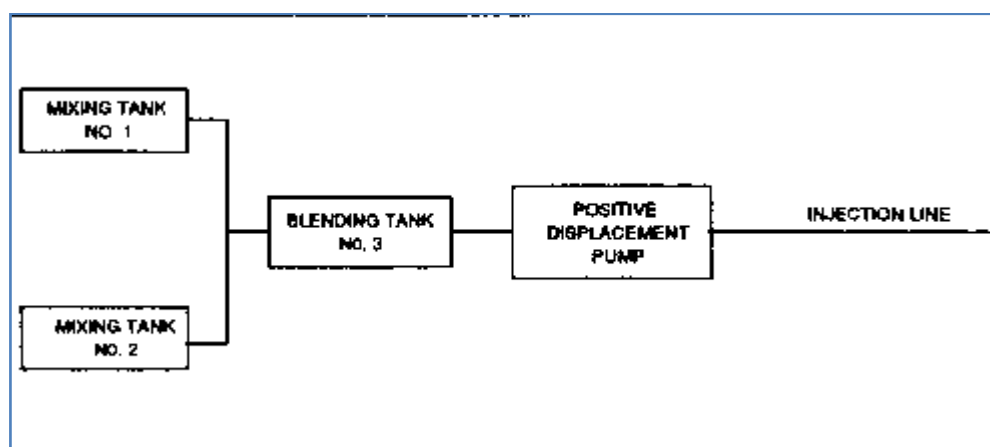 MIXING TANK
NO. 1
BLENDING TANK
NO. 3
POSITIVE
DISPLACEMENT
PUMP
INJECTION LINE
MIXING TANK
NO. 2